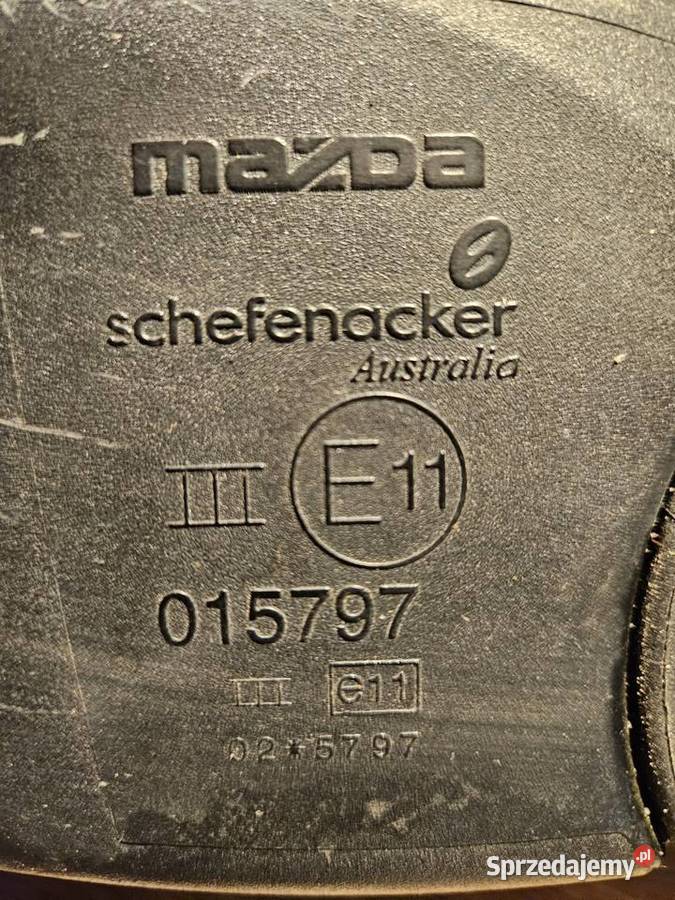 mazda
schefenacker
Australia
III E11
015797
III e11
02*5797
Sprzedajemy.pl